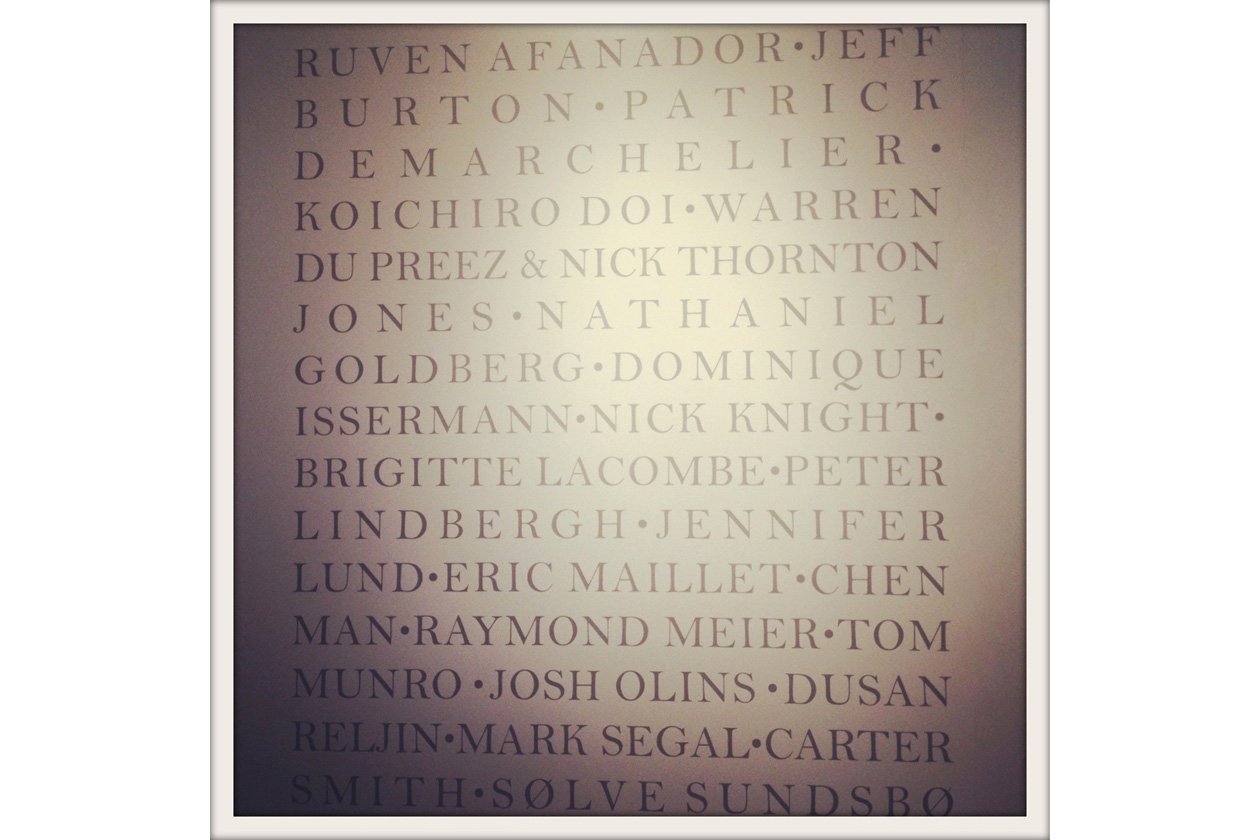 RUVEN AFANADOR•JEFF
BURTON•PATRICK
DEMARCHELIER•
KOICHIRO DOI•WARREN
DU PREEZ & NICK THORNTON
JONES•NATHANIEL
GOLDBERG•DOMINIQUE
ISSERMANN•NICK KNIGHT•
BRIGITTE LACOMBE•PETER
LINDBERGH•JENNIFER
LUND•ERIC MAILLET•CHEN
MAN•RAYMOND MEIER•TOM
MUNRO•JOSH OLINS•DUSAN
RELJIN•MARK SEGAL•CARTER
SMITH•SØLVE SUNDSBØ